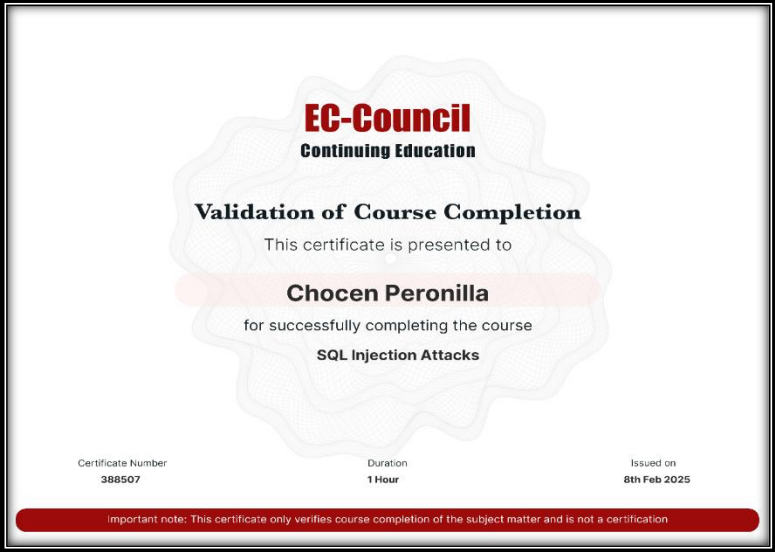 EC-Council
Continuing Education
Validation of Course Completion
This certificate is presented to
Chocen Peronilla
for successfully completing the course
SQL Injection Attacks
Certificate Number
388507
Duration
1 Hour
Issued on
8th Feb 2025
Important note: This certificate only verifies course completion of the subject matter and is not a certification